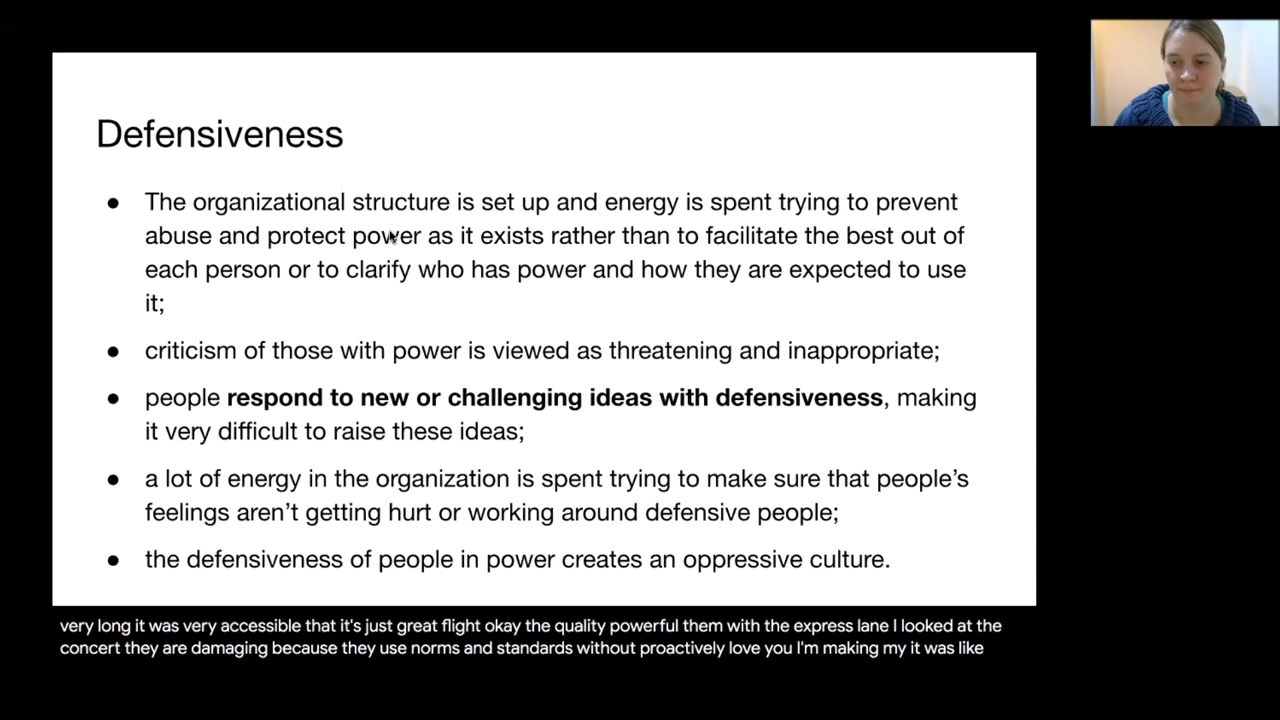 Defensiveness
● The organizational structure is set up and energy is spent trying to prevent
abuse and protect power as it exists rather than to facilitate the best out of
each person or to clarify who has power and how they are expected to use
it;
● criticism of those with power is viewed as threatening and inappropriate;
● people respond to new or challenging ideas with defensiveness, making
it very difficult to raise these ideas;
● a lot of energy in the organization is spent trying to make sure that people’s
feelings aren’t getting hurt or working around defensive people;
● the defensiveness of people in power creates an oppressive culture.
very long it was very accessible that it's just great flight okay the quality powerful them with the express lane I looked at the
concert they are damaging because they use norms and standards without proactively love you I'm making my it was like